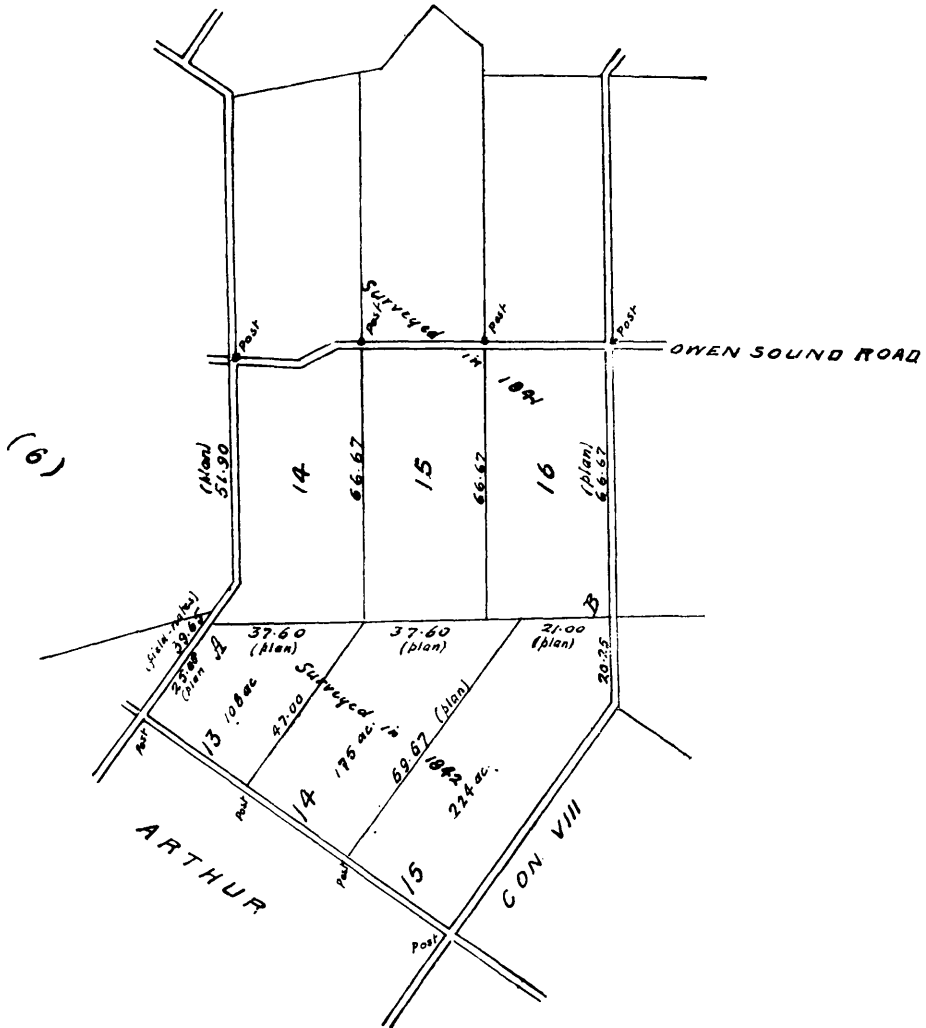 Post
Post
Surveyed
in
1841
Post
Post
OWEN SOUND ROAD
(6)
(plan)
51.90
14
66.67
15
66.67
16
(plan)
66.67
(field notes)
39.65
(plan
A
37.60
(plan)
37.60
(plan)
21.00
(plan)
B
20.25
Surveyed in
1842
13
108 ac
47.00
14
175 ac.
69.67 (plan)
224 ac.
15
Post
Post
Post
Post
ARTHUR
CON. VIII